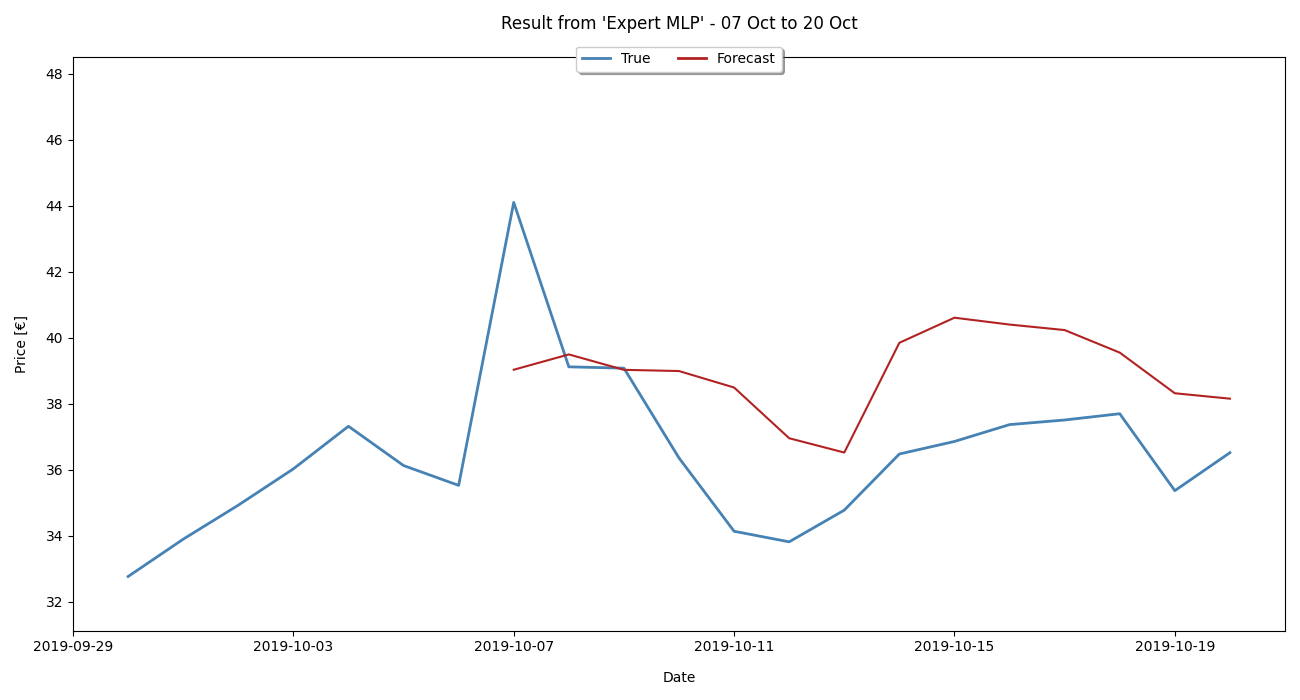 Result from 'Expert MLP' - 07 Oct to 20 Oct
True Forecast
48
46
44
42
40
38
36
34
32
Price [€]
2019-09-29 2019-10-03 2019-10-07 2019-10-11 2019-10-15 2019-10-19
Date